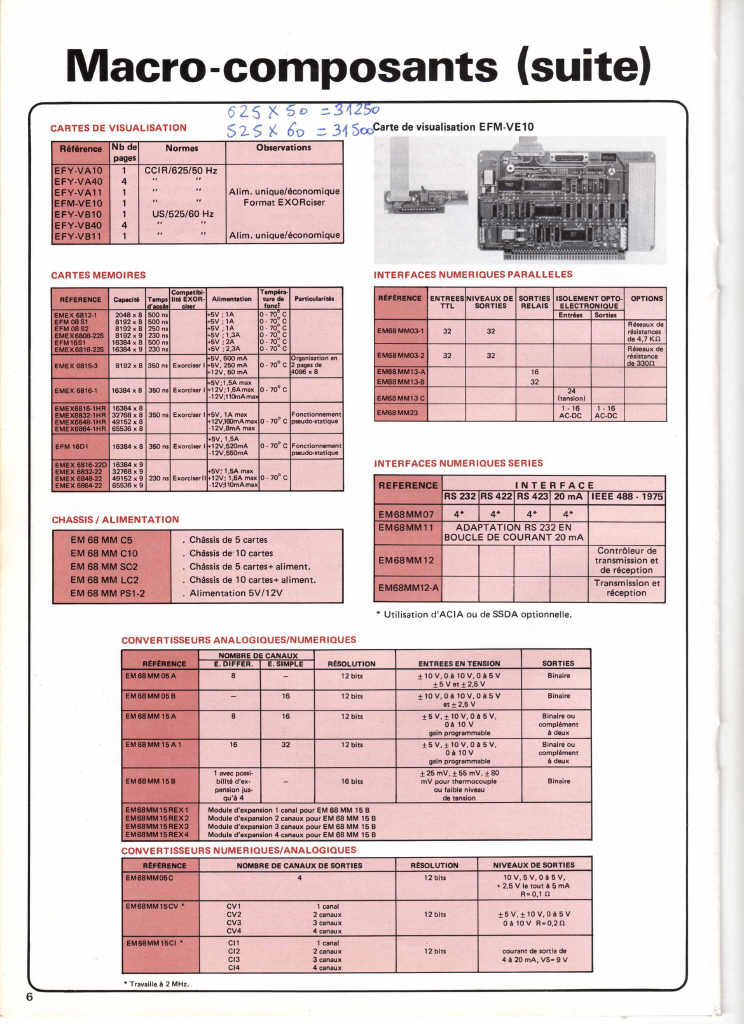 Macro-composants (suite)
625 X 50 = 31250
525 X 60 = 31500
CARTES DE VISUALISATION
Référence Nb de pages Normes Observations
EFY-VA10 1 CCIR/625/50 Hz
EFY-VA40 4 " "
EFY-VA11 1 " " Alim. unique/économique
EFM-VE10 1 " " Format EXORciser
EFY-VB10 1 US/525/60 Hz
EFY-VB40 4 " "
EFY-VB11 1 " " Alim. unique/économique
Carte de visualisation EFM-VE10
CARTES MEMOIRES
RÉFÉRENCE Capacité Temps d'accès Compatibilité EXORciser Alimentation Température de fonct Particularités
EMEX 6812-1 2048 x 8 500 ns +5V ; 1A 0 - 70° C
EFM 08 S1 8192 x 8 500 ns +5V ; 1A 0 - 70° C
EFM 08 S2 8192 x 8 250 ns +5V ; 1A 0 - 70° C
EMEX 6808-22S 8192 x 9 230 ns +5V ; 1,3A 0 - 70° C
EFM 16S1 16384 x 8 500 ns +5V ; 2A 0 - 70° C
EMEX 6816-22S 16384 x 9 230 ns +5V ; 2,3A 0 - 70° C
EMEX 6815-3 8192 x 8 350 ns Exorciser I +5V, 600 mA +5V, 250 mA +12V, 50 mA 0 - 70° C Organisation en 2 pages de 4096 x 8
EMEX 6816-1 16384 x 8 350 ns Exorciser I +5V; 1,5A max +12V; 1,6A max -12V; 110mA max 0 - 70° C
EMEX6816-1HR 16384 x 8
EMEX6832-1HR 32768 x 8 350 ns Exorciser I +5V, 1A max 0 - 70° C Fonctionnement
EMEX6848-1HR 49152 x 8 pseudo-statique
EMEX6864-1HR 65536 x 8 -12V,8mA max
EFM 16D1 16384 x 8 350 ns Exorciser I +5V, 1,5A +12V,520mA -12V,550mA 0 - 70° C Fonctionnement pseudo-statique
EMEX 6816-22D 16384 x 9
EMEX 6832-22 32768 x 9 +5V; 1,5A max
EMEX 6848-22 49152 x 9 230 ns Exorciser II +12V; 1,6A max 0 - 70° C
EMEX 6864-22 65536 x 9 -12V;10mA max
INTERFACES NUMERIQUES PARALLELES
RÉFÉRENCE ENTREES TTL NIVEAUX DE SORTIES SORTIES RELAIS ISOLEMENT OPTO-ELECTRONIQUE OPTIONS
Entrées Sorties
EM68 MM03-1 32 32 Réseaux de résistances de 4,7 KΩ
EM68 MM03-2 32 32 Réseaux de résistance de 330Ω
EM68 MM13-A 16
EM68 MM13-B 32
EM68MM13 C 24 (tension)
EM68 MM23 1 - 16 AC-DC 1 - 16 AC-DC
INTERFACES NUMERIQUES SERIES
REFERENCE INTERFACE
RS 232 RS 422 RS 423 20 mA IEEE 488 - 1975
EM68MM07 4* 4* 4* 4*
EM68MM11 ADAPTATION RS 232 EN BOUCLE DE COURANT 20 mA
EM68MM12 Contrôleur de transmission et de réception
EM68MM12-A Transmission et réception
* Utilisation d'ACIA ou de SSDA optionnelle.
CHASSIS / ALIMENTATION
EM 68 MM C5 . Châssis de 5 cartes
EM 68 MM C10 . Châssis de 10 cartes
EM 68 MM SC2 . Châssis de 5 cartes+ aliment.
EM 68 MM LC2 . Châssis de 10 cartes+ aliment.
EM 68 MM PS1-2 . Alimentation 5V/12V
CONVERTISSEURS ANALOGIQUES/NUMERIQUES
RÉFÉRENCE NOMBRE DE CANAUX RÉSOLUTION ENTREES EN TENSION SORTIES
E. DIFFER. E. SIMPLE
EM 68 MM 05 A 8 – 12 bits ± 10 V, 0 à 10 V, 0 à 5 V ± 5 V et ± 2,5 V Binaire
EM 68 MM 05 B – 16 12 bits ± 10 V, 0 à 10 V, 0 à 5 V et ± 2,5 V Binaire
EM 68 MM 15 A 8 16 12 bits ± 5 V, ± 10 V, 0 à 5 V, 0 à 10 V gain programmable Binaire ou complément à deux
EM 68 MM 15 A 1 16 32 12 bits ± 5 V, ± 10 V, 0 à 5 V, 0 à 10 V gain programmable Binaire ou complément à deux
EM 68 MM 15 B 1 avec possibilité d'expansion jusqu'à 4 – 16 bits ± 25 mV, ± 55 mV, ± 80 mV pour thermocouple ou faible niveau de tension Binaire
EM68MM15REX1 Module d'expansion 1 canal pour EM 68 MM 15 B
EM68MM15REX2 Module d'expansion 2 canaux pour EM 68 MM 15 B
EM68MM15REX3 Module d'expansion 3 canaux pour EM 68 MM 15 B
EM68MM15REX4 Module d'expansion 4 canaux pour EM 68 MM 15 B
CONVERTISSEURS NUMERIQUES/ANALOGIQUES
RÉFÉRENCE NOMBRE DE CANAUX DE SORTIES RÉSOLUTION NIVEAUX DE SORTIES
EM68MM05C 4 12 bits 10 V, 5 V, 0 à 5 V, + 2,5 V le tout à 5 mA R= 0,1 Ω
EM68MM15CV * CV1 1 canal
CV2 2 canaux 12 bits ± 5 V, ± 10 V, 0 à 5 V
CV3 3 canaux 0 à 10 V R=0,2 Ω
CV4 4 canaux
EM68MM15CI * CI1 1 canal
CI2 2 canaux 12 bits courant de sortie de
CI3 3 canaux 4 à 20 mA, VS= 9 V
CI4 4 canaux
* Travaille à 2 MHz.
6